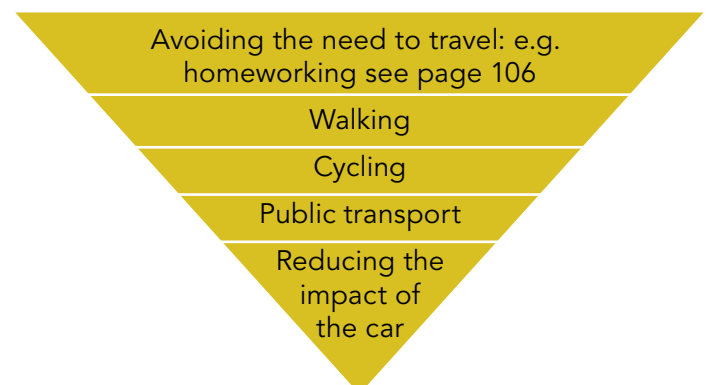 Avoiding the need to travel: e.g.
homeworking see page 106
Walking
Cycling
Public transport
Reducing the
impact of
the car